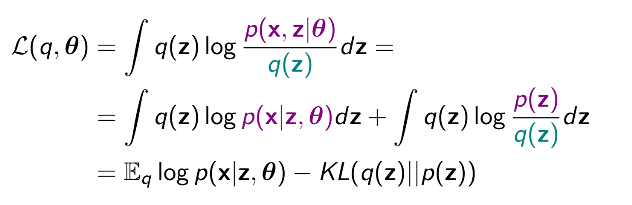 ℒ(q, θ) = ∫ q(z) log p(x, z|θ) / q(z) dz =
= ∫ q(z) log p(x|z, θ)dz + ∫ q(z) log p(z) / q(z) dz
= 𝔼_q log p(x|z, θ) − KL(q(z)||p(z))